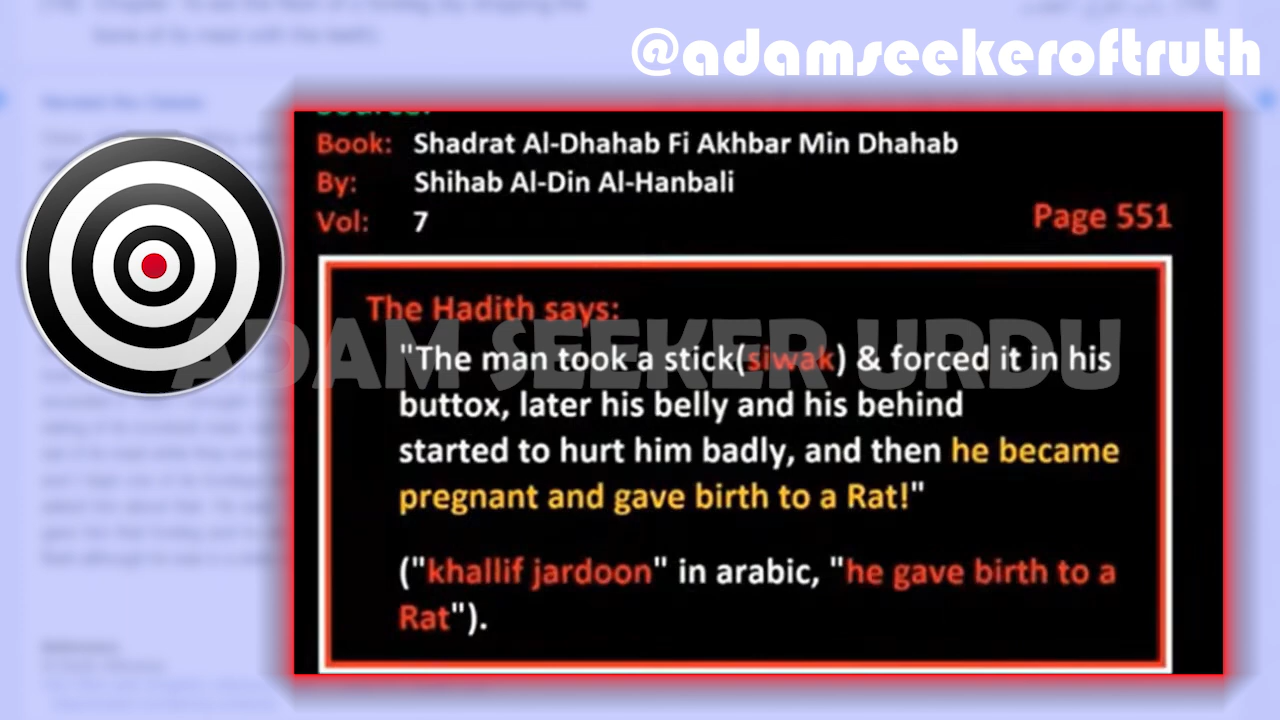 @adamseekeroftruth
Source:
Book: Shadrat Al-Dhahab Fi Akhbar Min Dhahab
By: Shihab Al-Din Al-Hanbali
Vol: 7
Page 551
The Hadith says:
"The man took a stick(siwak) & forced it in his
buttox, later his belly and his behind
started to hurt him badly, and then he became
pregnant and gave birth to a Rat!"
("khallif jardoon" in arabic, "he gave birth to a
Rat").
ADAM SEEKER URDU